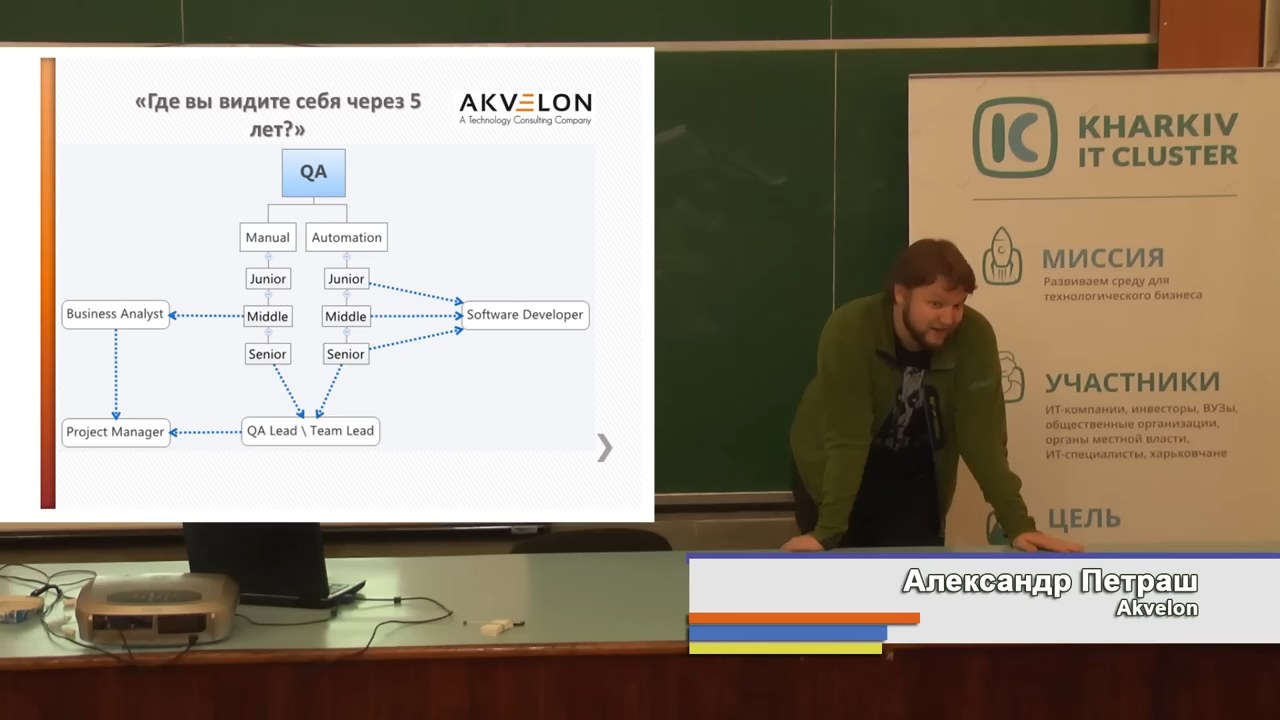 «Где вы видите себя через 5
лет?»
AKVELON
A Technology Consulting Company
QA
Manual
Automation
Junior
Junior
Business Analyst
Middle
Middle
Software Developer
Senior
Senior
Project Manager
QA Lead \ Team Lead
KHARKIV
IT CLUSTER
МИССИЯ
Развиваем среду для
технологического бизнеса
УЧАСТНИКИ
ИТ-компании, инвесторы, ВУЗы,
общественные организации,
органы местной власти,
ИТ-специалисты, харьковчане
ЦЕЛЬ
Александр Петраш
Akvelon